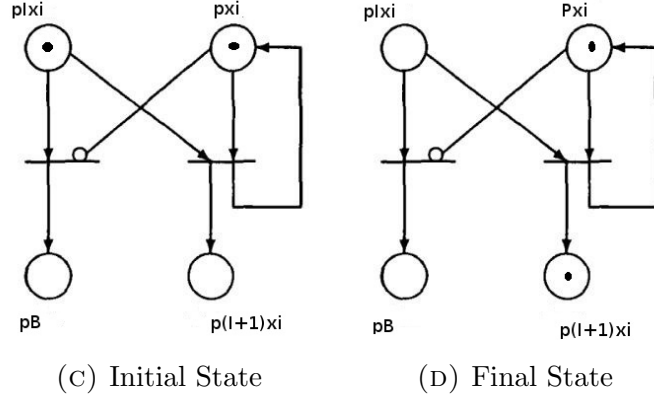 pIxi pxi pIxi Pxi
pB p(I+1)xi pB p(I+1)xi
(C) Initial State (D) Final State